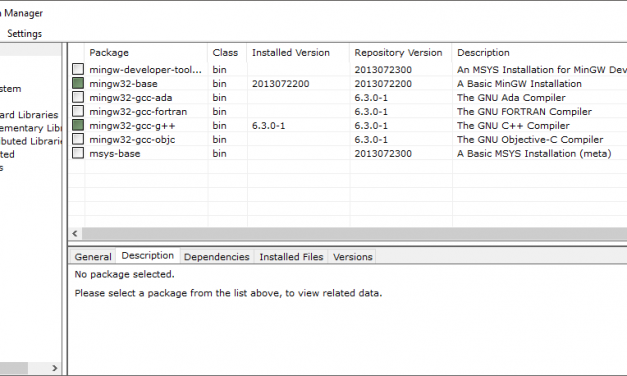 Manager
Settings
Package Class Installed Version Repository Version Description
mingw-developer-tool... bin 2013072300 An MSYS Installation for MinGW Dev
mingw32-base bin 2013072200 2013072200 A Basic MinGW Installation
mingw32-gcc-ada bin 6.3.0-1 The GNU Ada Compiler
mingw32-gcc-fortran bin 6.3.0-1 The GNU FORTRAN Compiler
mingw32-gcc-g++ bin 6.3.0-1 6.3.0-1 The GNU C++ Compiler
mingw32-gcc-objc bin 6.3.0-1 The GNU Objective-C Compiler
msys-base bin 2013072300 A Basic MSYS Installation (meta)
stem
ard Libraries
ementary Lib
ibuted Librari
ted
s
General Description Dependencies Installed Files Versions
No package selected.
Please select a package from the list above, to view related data.